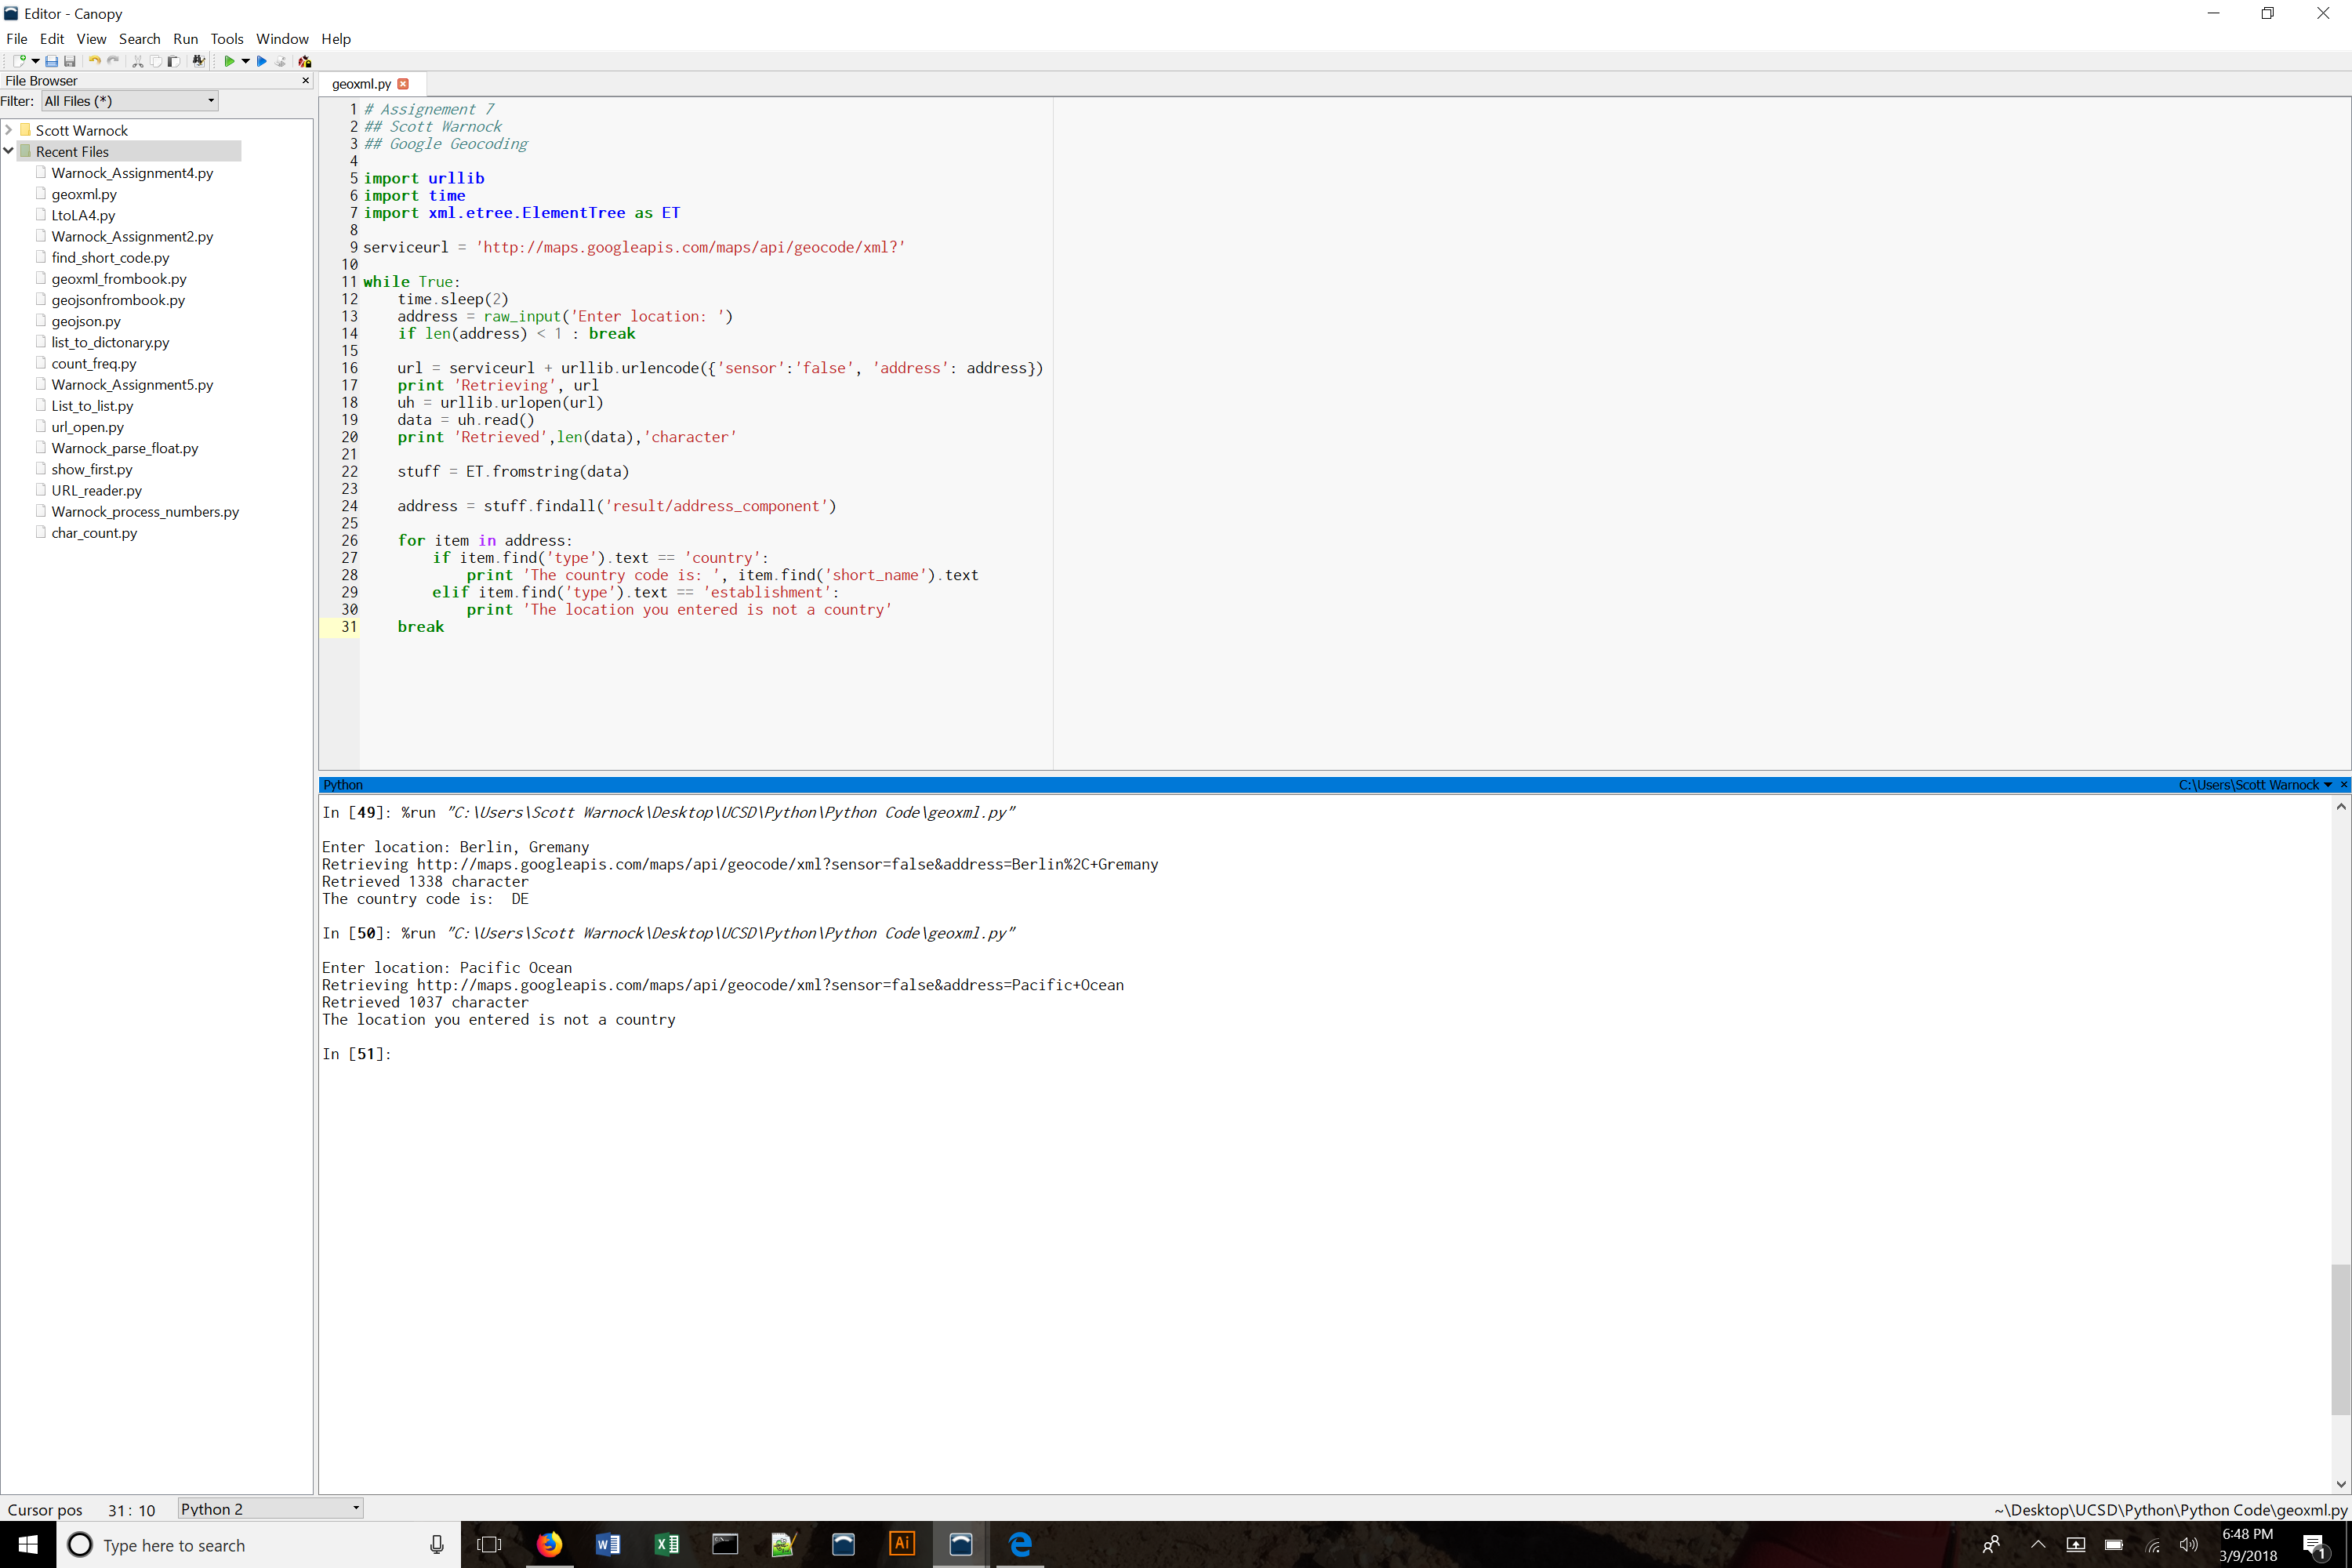 Editor - Canopy
File Edit View Search Run Tools Window Help
File Browser
Filter: All Files (*)
Scott Warnock
Recent Files
Warnock_Assignment4.py
geoxml.py
LtoLA4.py
Warnock_Assignment2.py
find_short_code.py
geoxml_frombook.py
geojsonfrombook.py
geojson.py
list_to_dictonary.py
count_freq.py
Warnock_Assignment5.py
List_to_list.py
url_open.py
Warnock_parse_float.py
show_first.py
URL_reader.py
Warnock_process_numbers.py
char_count.py
geoxml.py
1 # Assignement 7
2 ## Scott Warnock
3 ## Google Geocoding
4
5 import urllib
6 import time
7 import xml.etree.ElementTree as ET
8
9 serviceurl = 'http://maps.googleapis.com/maps/api/geocode/xml?'
10
11 while True:
12     time.sleep(2)
13     address = raw_input('Enter location: ')
14     if len(address) < 1 : break
15
16     url = serviceurl + urllib.urlencode({'sensor':'false', 'address': address})
17     print 'Retrieving', url
18     uh = urllib.urlopen(url)
19     data = uh.read()
20     print 'Retrieved',len(data),'character'
21
22     stuff = ET.fromstring(data)
23
24     address = stuff.findall('result/address_component')
25
26     for item in address:
27         if item.find('type').text == 'country':
28             print 'The country code is: ', item.find('short_name').text
29         elif item.find('type').text == 'establishment':
30             print 'The location you entered is not a country'
31     break
Python C:\Users\Scott Warnock
In [49]: %run "C:\Users\Scott Warnock\Desktop\UCSD\Python\Python Code\geoxml.py"
Enter location: Berlin, Gremany
Retrieving http://maps.googleapis.com/maps/api/geocode/xml?sensor=false&address=Berlin%2C+Gremany
Retrieved 1338 character
The country code is:  DE
In [50]: %run "C:\Users\Scott Warnock\Desktop\UCSD\Python\Python Code\geoxml.py"
Enter location: Pacific Ocean
Retrieving http://maps.googleapis.com/maps/api/geocode/xml?sensor=false&address=Pacific+Ocean
Retrieved 1037 character
The location you entered is not a country
In [51]:
Cursor pos 31 : 10 Python 2 ~\Desktop\UCSD\Python\Python Code\geoxml.py
Type here to search
Ai
6:48 PM
3/9/2018
1